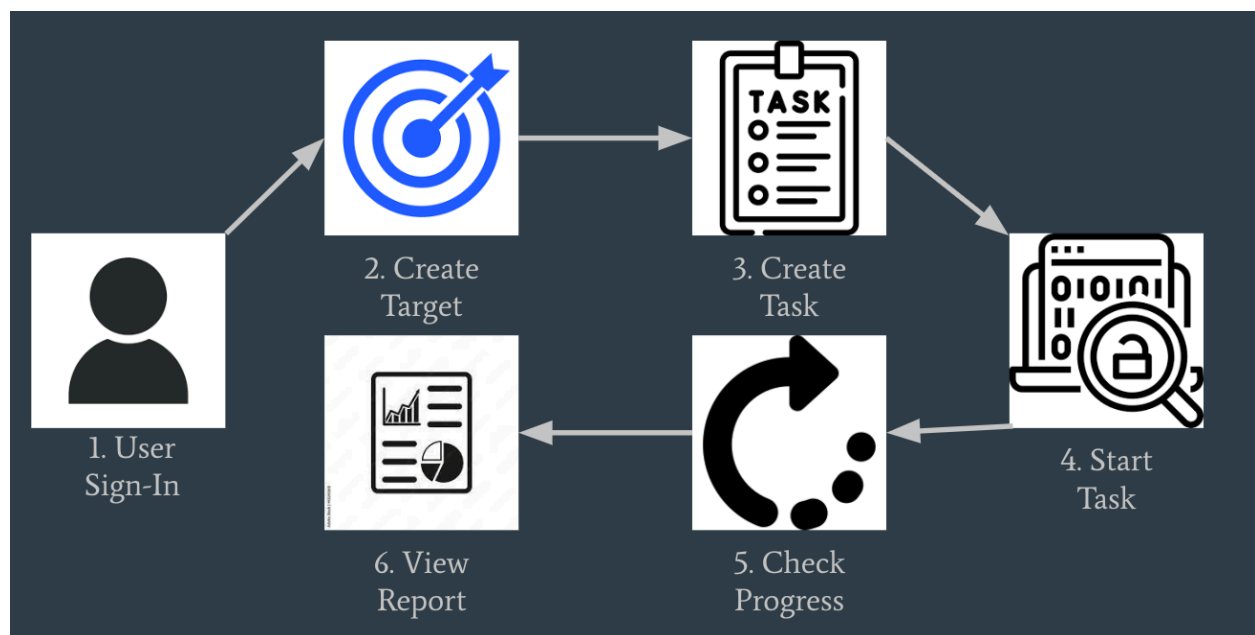 1. User
Sign-In
2. Create
Target
TASK
3. Create
Task
010101
4. Start
Task
5. Check
Progress
6. View
Report